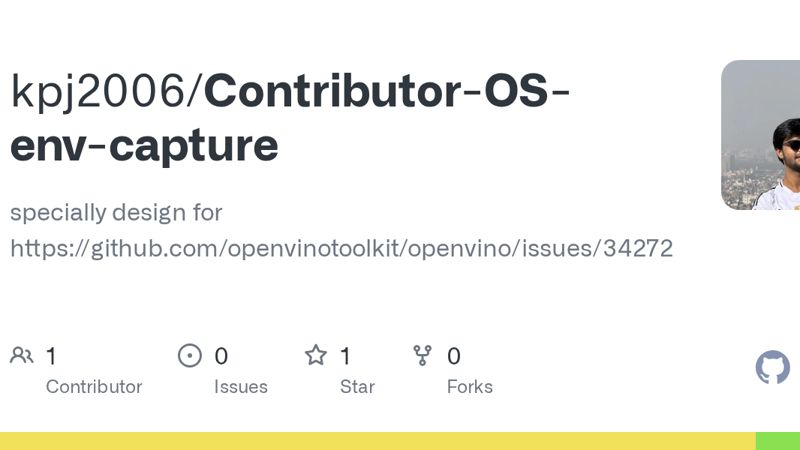 kpj2006/Contributor-OS-
env-capture
specially design for
https://github.com/openvinotoolkit/openvino/issues/34272
1
Contributor
0
Issues
1
Star
0
Forks